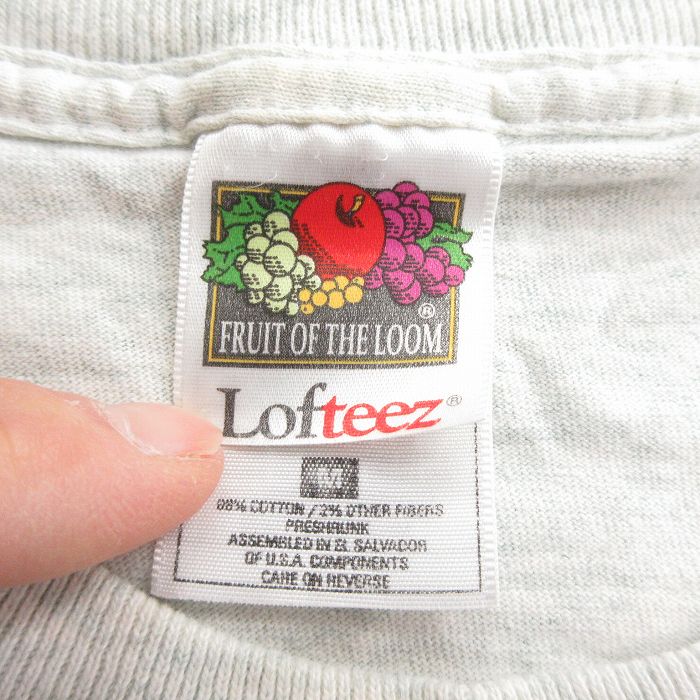 FRUIT OF THE LOOM ®
Lofteez ®
M
98% COTTON / 2% OTHER FIBERS
PRESHRUNK
ASSEMBLED IN EL SALVADOR
OF U.S.A. COMPONENTS
CARE ON REVERSE